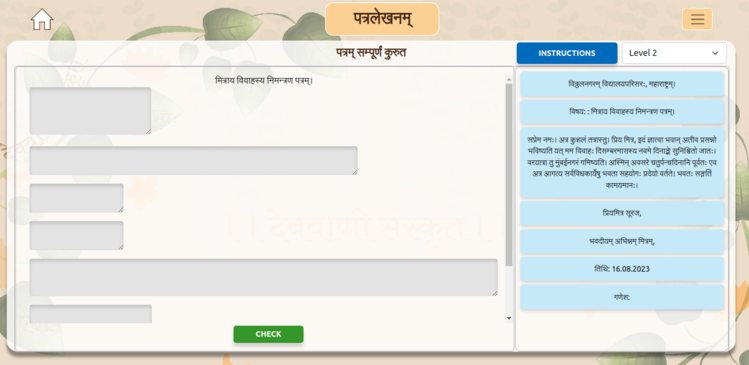 पत्रलेखनम्
पत्रम् सम्पूर्णं कुरुत
INSTRUCTIONS
Level 2
मित्राय विवाहस्य निमन्त्रण पत्रम्।
विठ्ठलनगरम् विद्यालयपरिसरः, महाराष्ट्रम्।
विषय: : मित्राय विवाहस्य निमन्त्रण पत्रम्।
सप्रेम नमः। अत्र कुशलं तत्रास्तु। प्रिय मित्र, इदं ज्ञात्वा भवान् अतीव प्रसन्नो
भविष्यति यत् मम विवाहः दिसम्बरमासस्य नवमे दिनाङ्के सुनिश्चितो जातः।
वरयात्रा तु मुंबईनगरं गमिष्यति। अस्मिन् अवसरे चतुर्पन्चदिनानि पूर्वतः एव
अत्र आगत्य सर्वविधकार्येषु भवता सहयोगः प्रदेयो वर्तते। भवतः सङ्गतिं
कामयमानः।
प्रियमित्र सूरज,
भवदीयम् अभिन्नम् मित्रम्,
तिथि: 16.08.2023
गणेश:
।। देववाणी संस्कृत ।।
CHECK